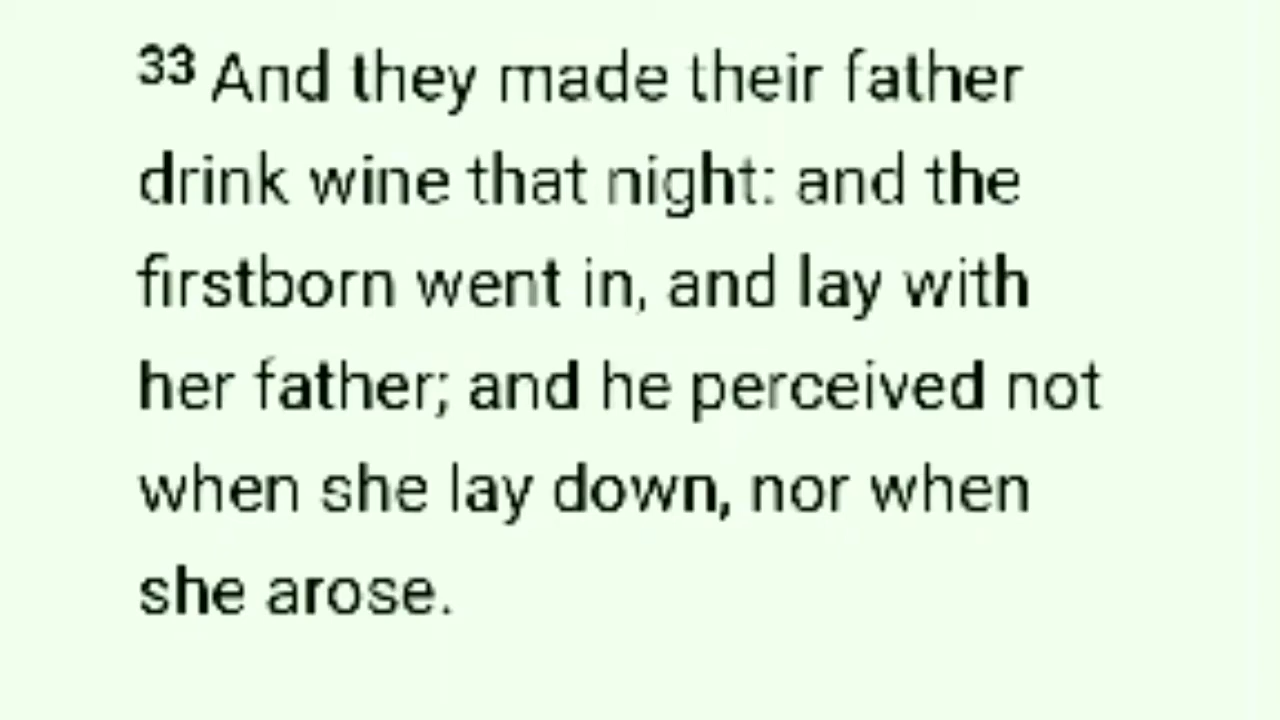 33 And they made their father
drink wine that night: and the
firstborn went in, and lay with
her father; and he perceived not
when she lay down, nor when
she arose.